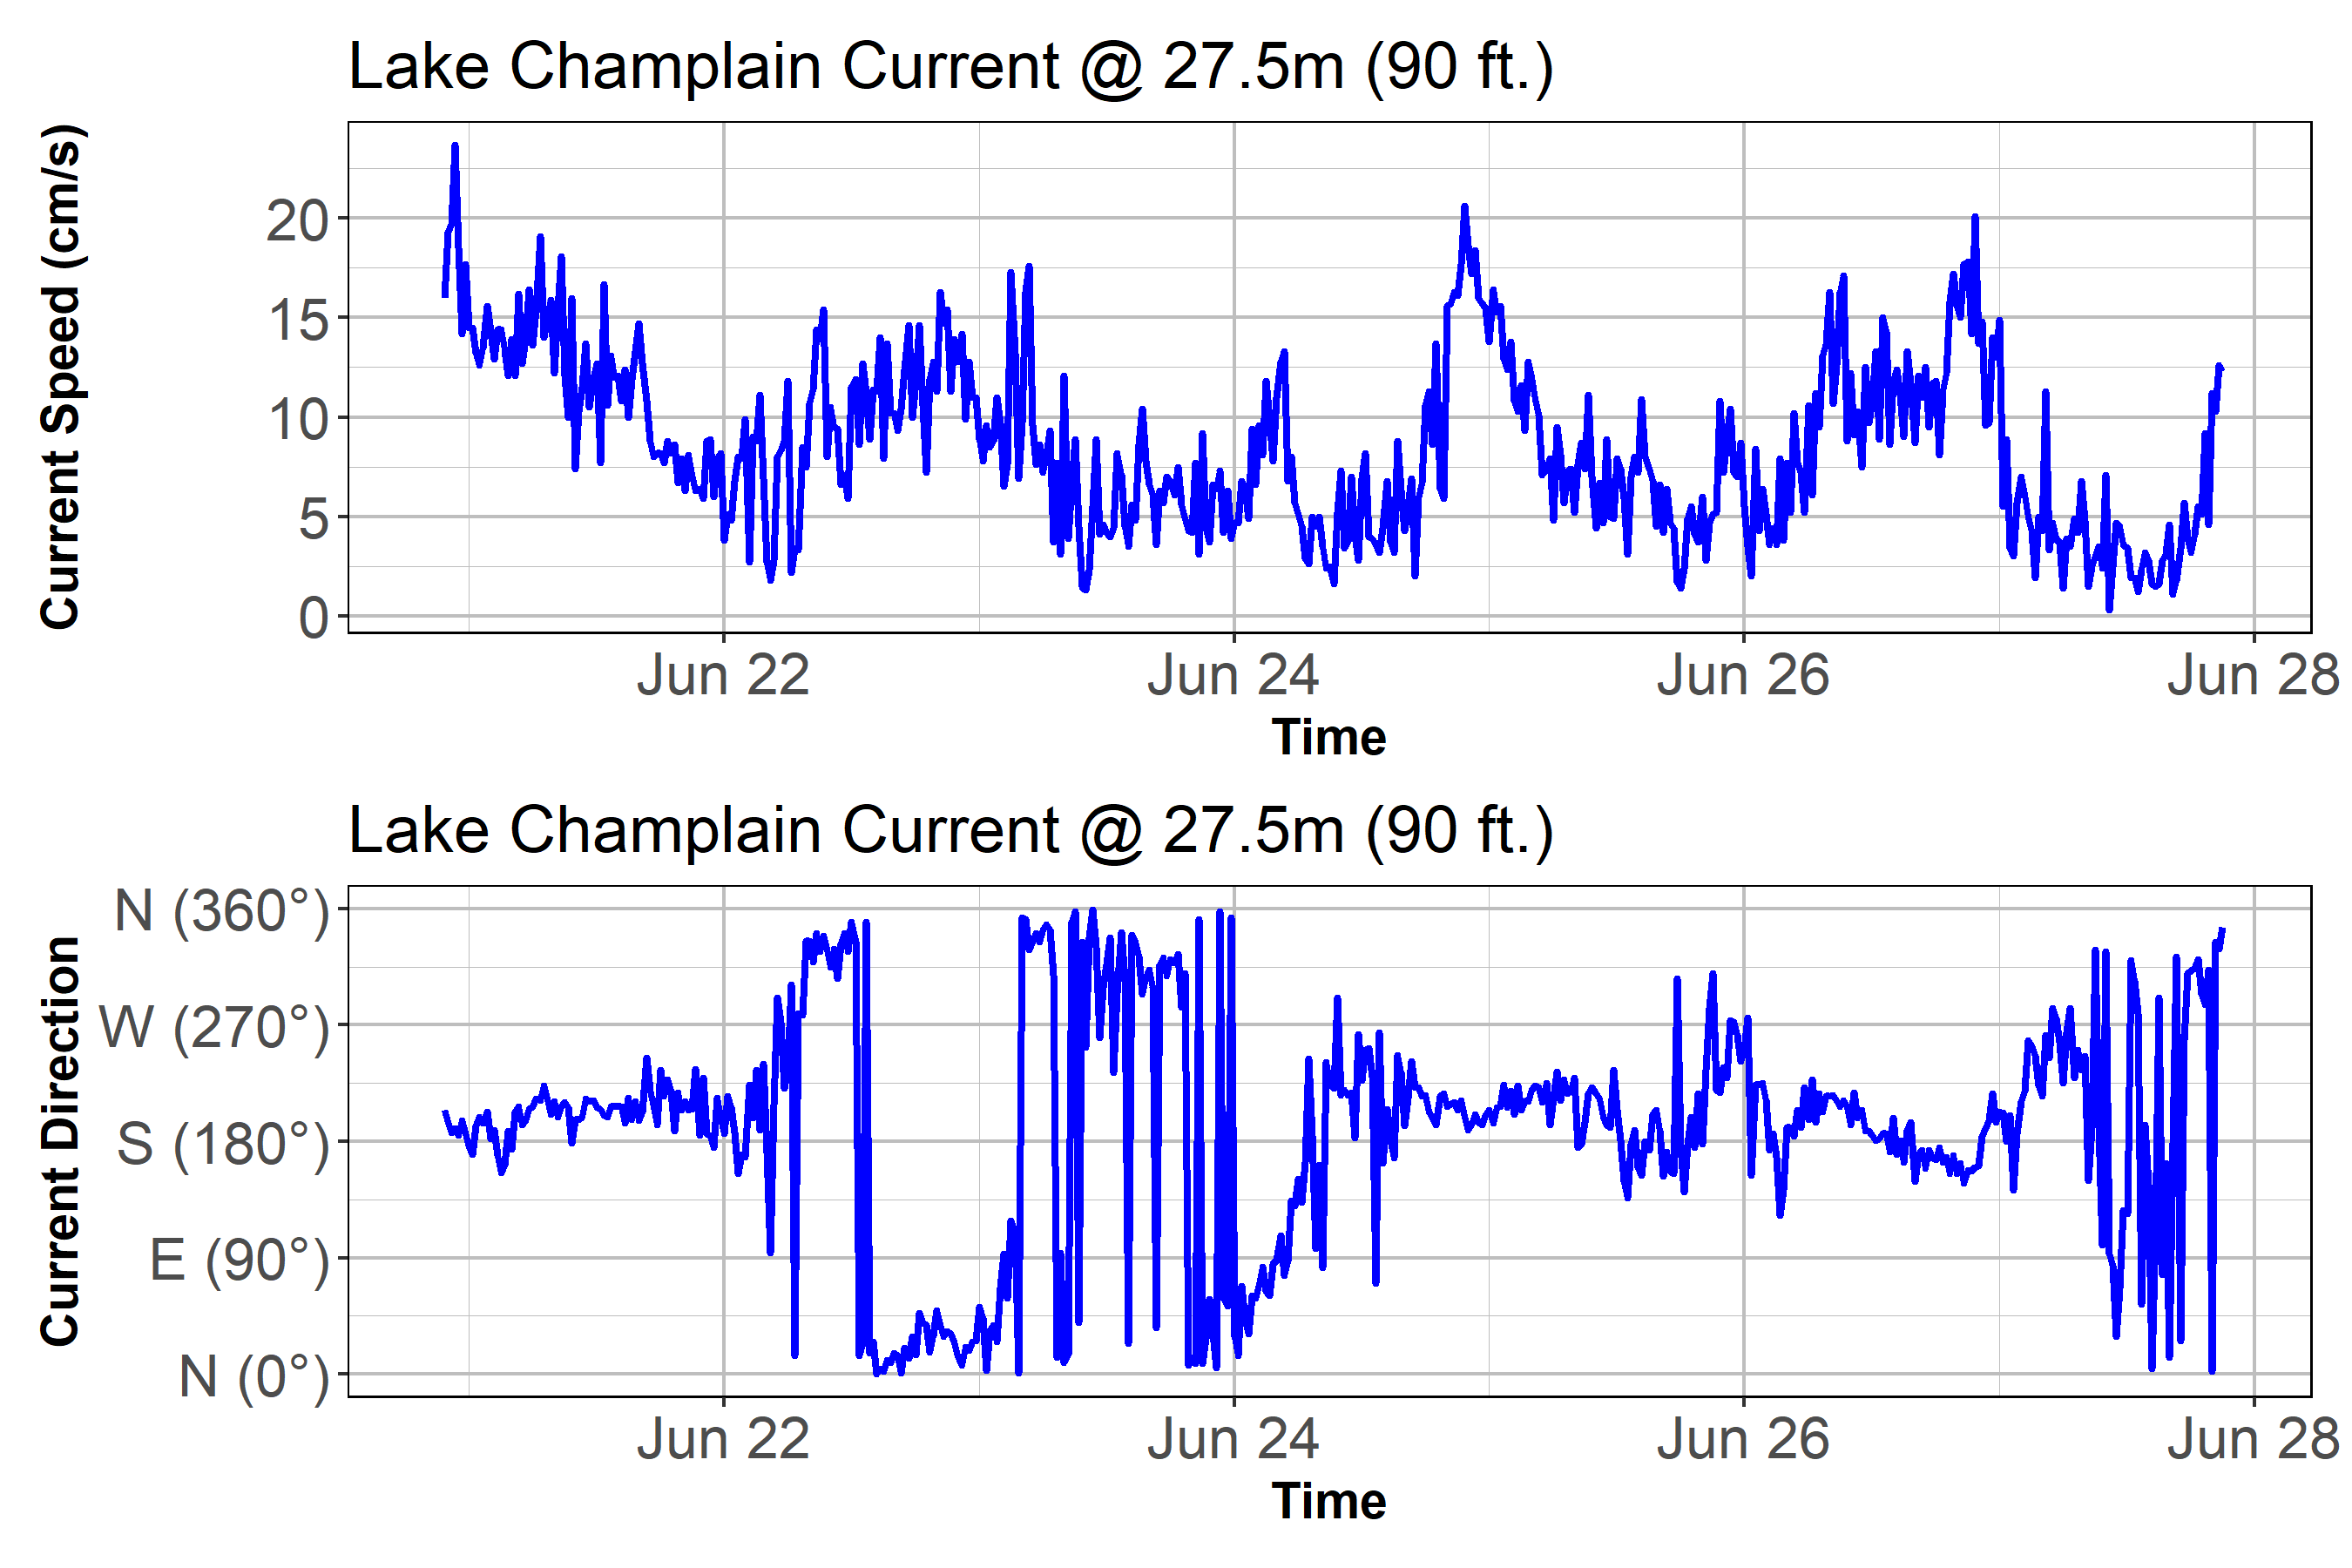 Lake Champlain Current @ 27.5m (90 ft.)
Current Speed (cm/s)
20
15
10
5
0
Jun 22 Jun 24 Jun 26 Jun 28
Time
Lake Champlain Current @ 27.5m (90 ft.)
Current Direction
N (360°)
W (270°)
S (180°)
E (90°)
N (0°)
Jun 22 Jun 24 Jun 26 Jun 28
Time